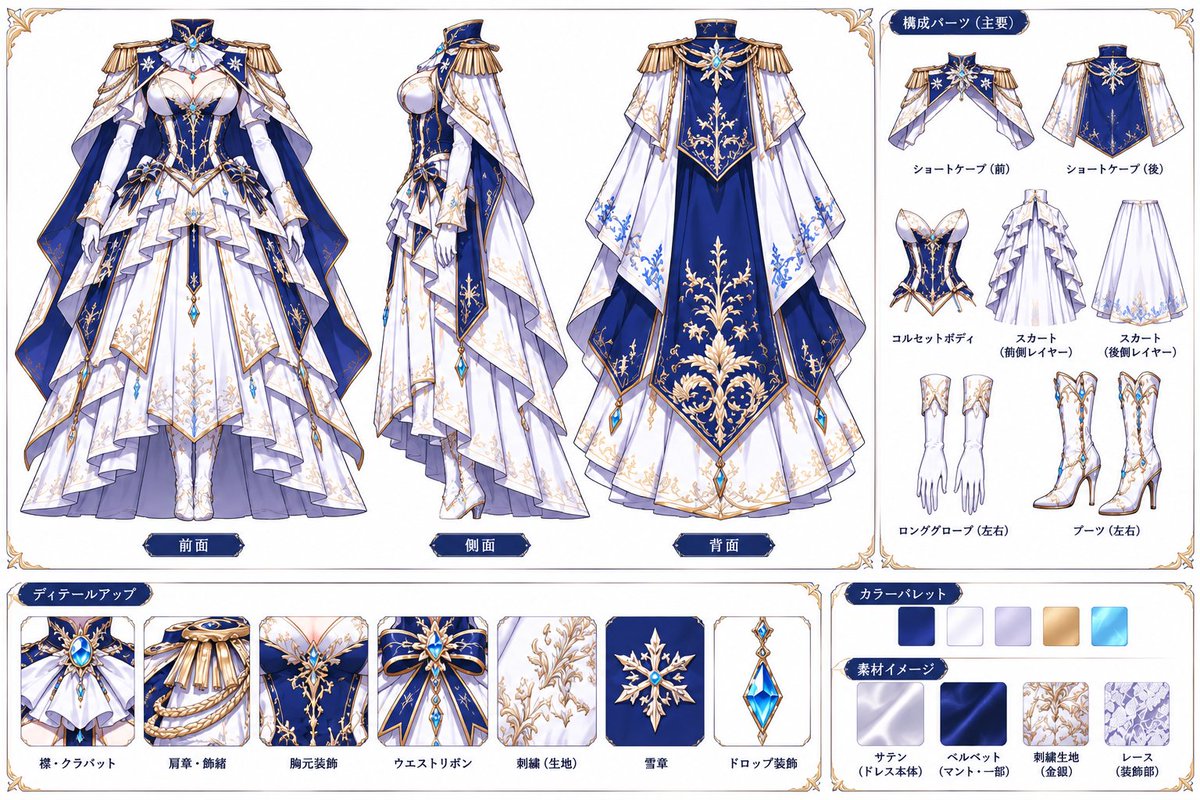 前面
側面
背面
構成パーツ（主要）
ショートケープ（前）
ショートケープ（後）
コルセットボディ
スカート
（前側レイヤー）
スカート
（後側レイヤー）
ロンググローブ（左右）
ブーツ（左右）
ディテールアップ
襟・クラバット
肩章・飾緒
胸元装飾
ウエストリボン
刺繍（生地）
雪章
ドロップ装飾
カラーパレット
素材イメージ
サテン
（ドレス本体）
ベルベット
（マント・一部）
刺繍生地
（金銀）
レース
（装飾部）